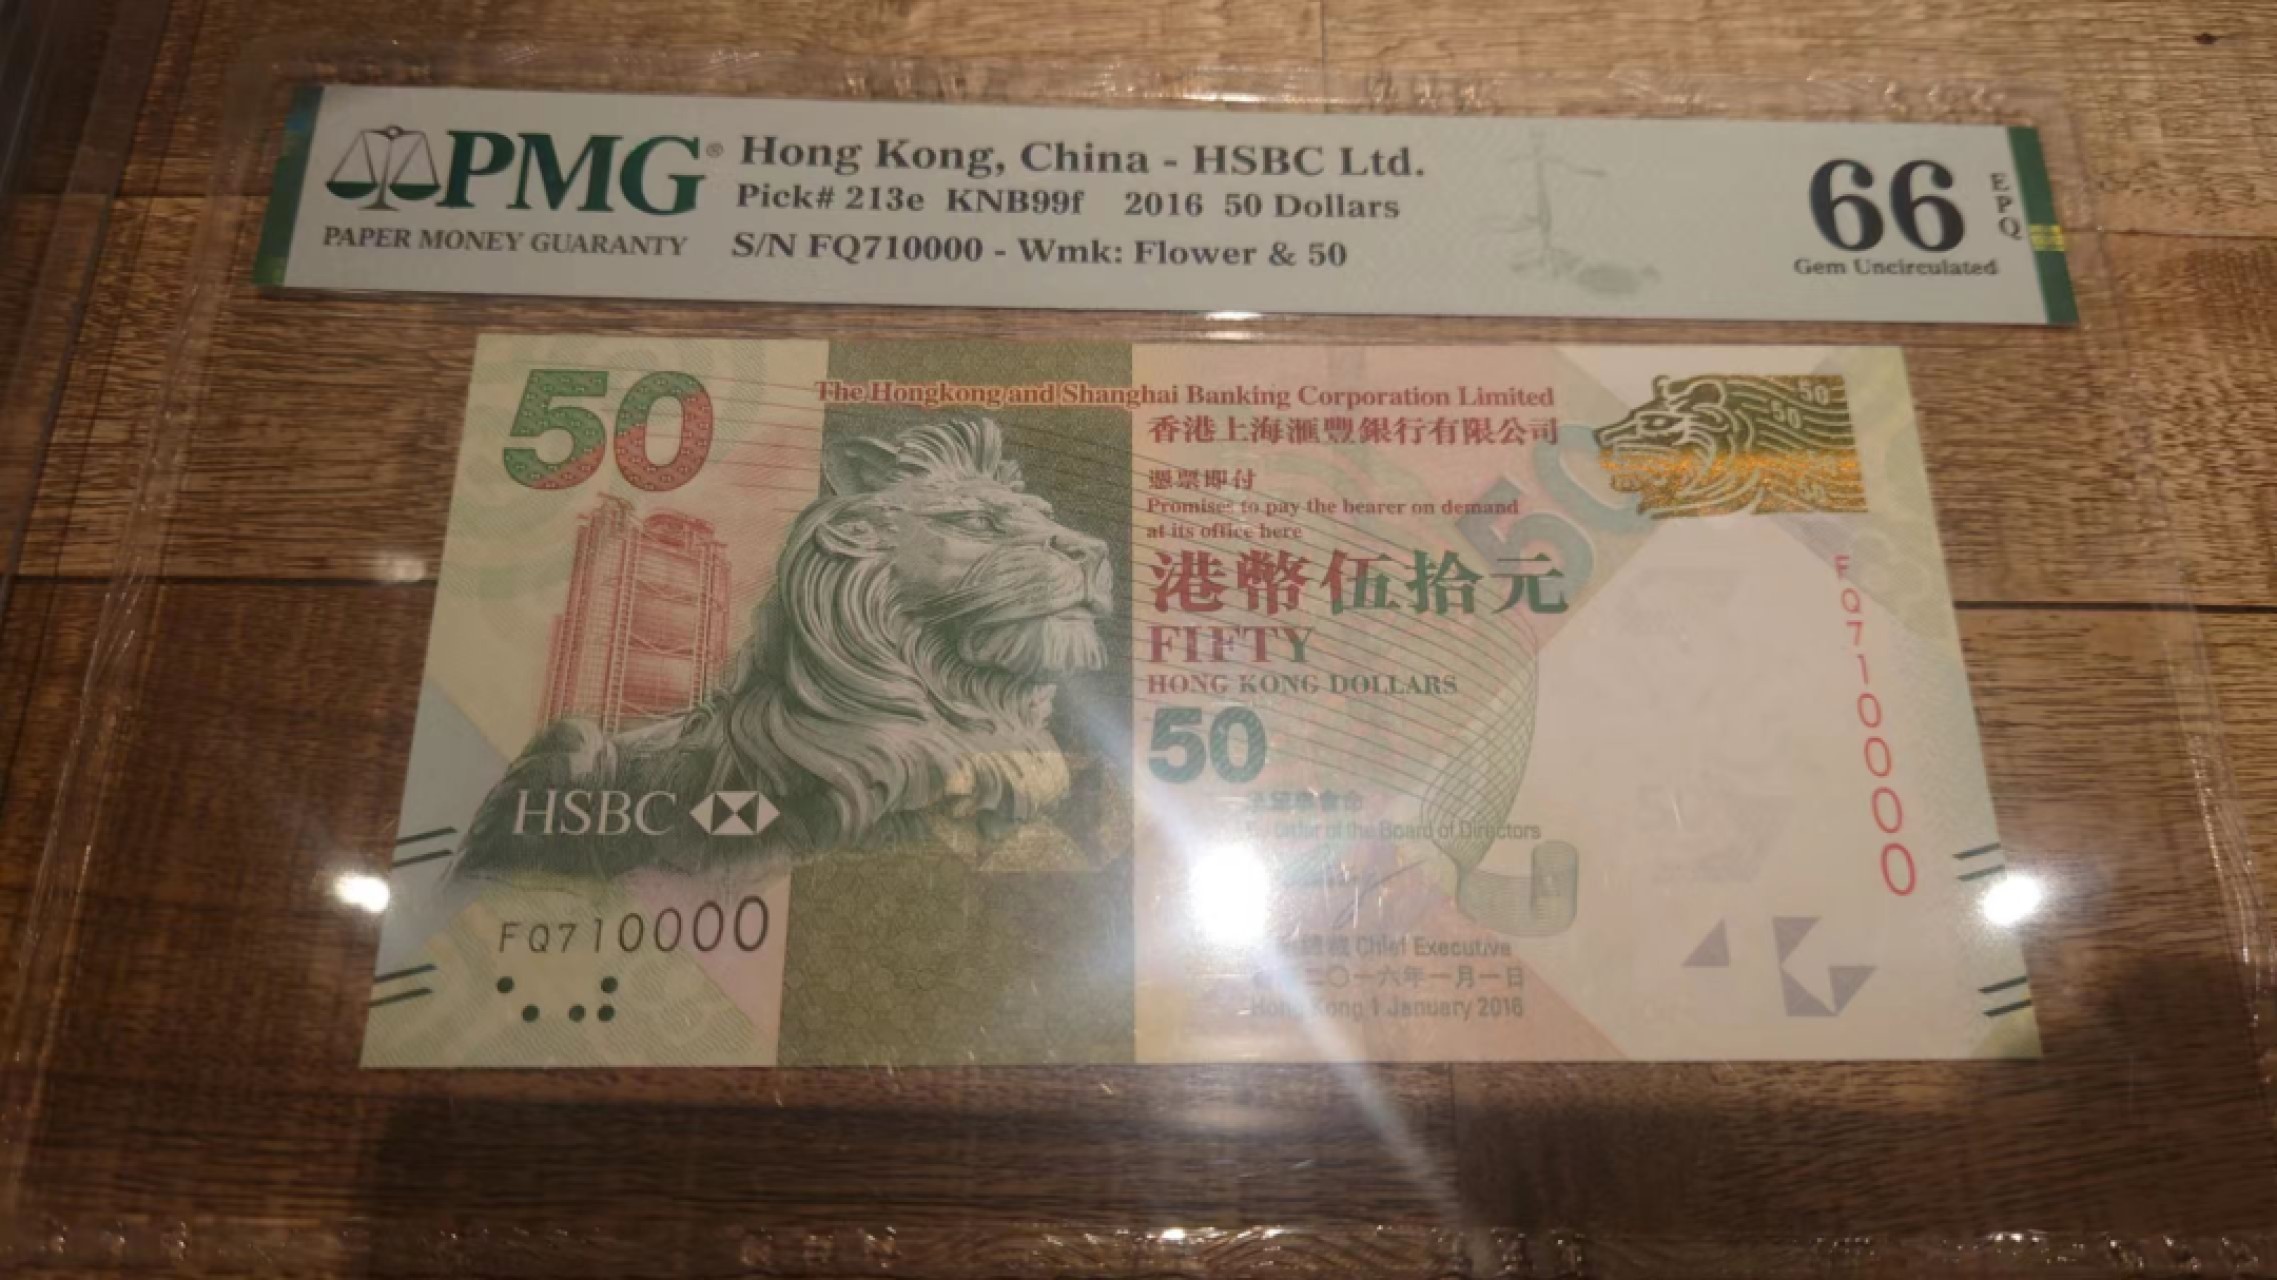 PMG®
PAPER MONEY GUARANTY
Hong Kong, China - HSBC Ltd.
Pick# 213e KNB99f 2016 50 Dollars
S/N FQ710000 - Wmk: Flower & 50
66
EPQ
Gem Uncirculated
50
The Hongkong and Shanghai Banking Corporation Limited
香港上海滙豐銀行有限公司
憑票即付
Promises to pay the bearer on demand
at its office here
港幣伍拾元
FIFTY
HONG KONG DOLLARS
50
of the Board of Directors
Chief Executive
二〇一六年一月一日
Hong Kong 1 January 2016
HSBC
FQ710000
50
50
50
FQ710000